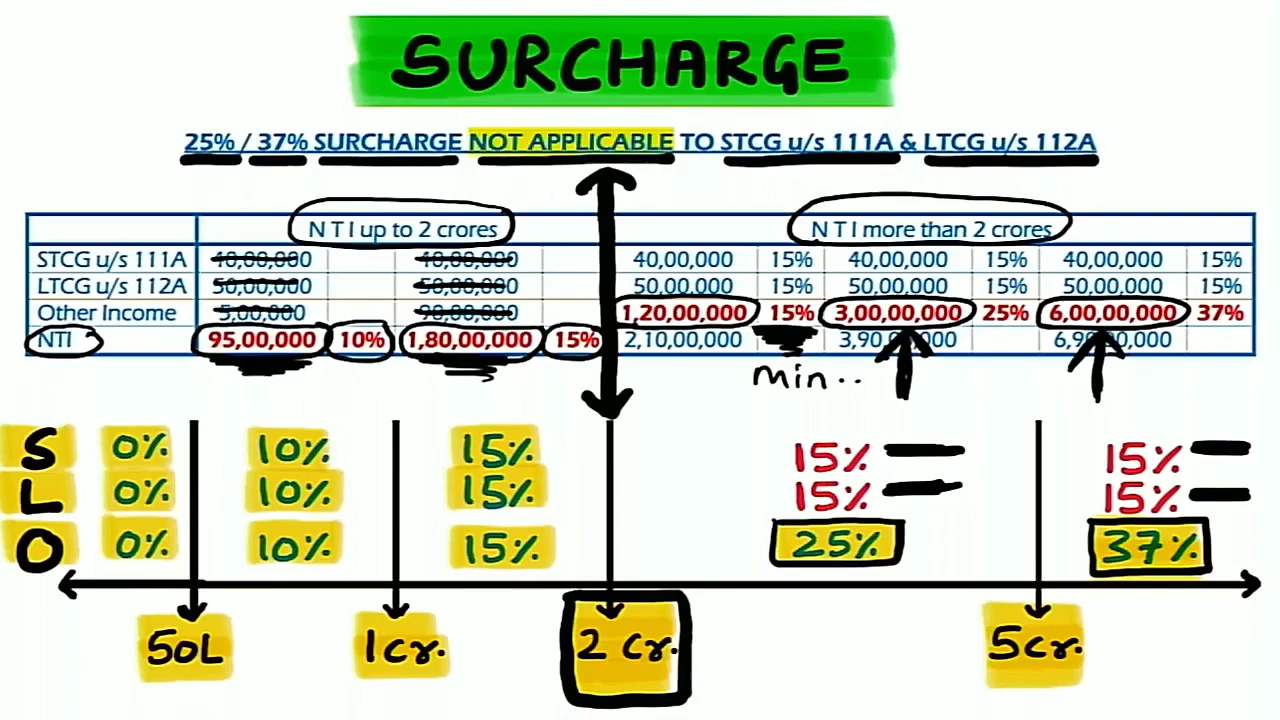 SURCHARGE
25% / 37% SURCHARGE NOT APPLICABLE TO STCG u/s 111A & LTCG u/s 112A
N T I up to 2 crores N T I more than 2 crores
STCG u/s 111A 40,00,000 40,00,000 40,00,000 15% 40,00,000 15% 40,00,000 15%
LTCG u/s 112A 50,00,000 50,00,000 50,00,000 15% 50,00,000 15% 50,00,000 15%
Other Income 5,00,000 90,00,000 1,20,00,000 15% 3,00,00,000 25% 6,00,00,000 37%
NTI 95,00,000 10% 1,80,00,000 15% 2,10,00,000
min..
S 0% 10% 15% 15% 15%
L 0% 10% 15% 15% 15%
O 0% 10% 15% 25% 37%
50L 1cr. 2 Cr. 5cr.